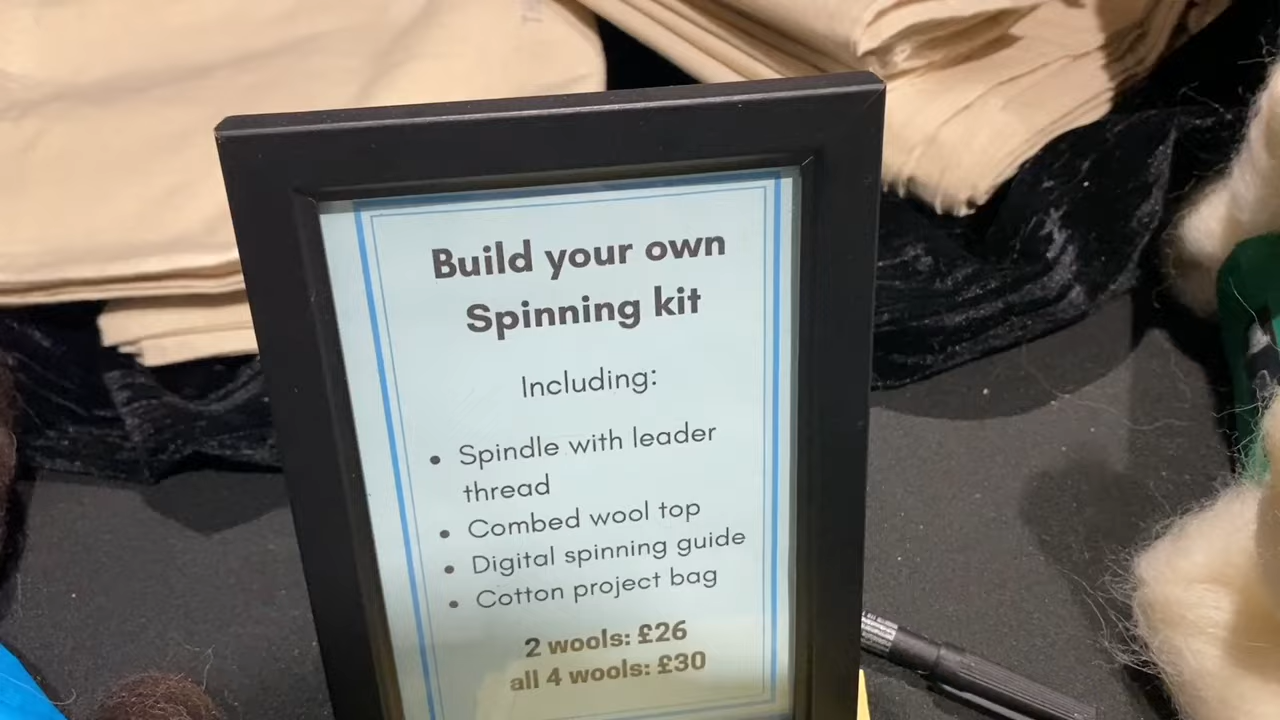 Build your own
Spinning kit
Including:
• Spindle with leader
thread
• Combed wool top
• Digital spinning guide
• Cotton project bag
2 wools: £26
all 4 wools: £30